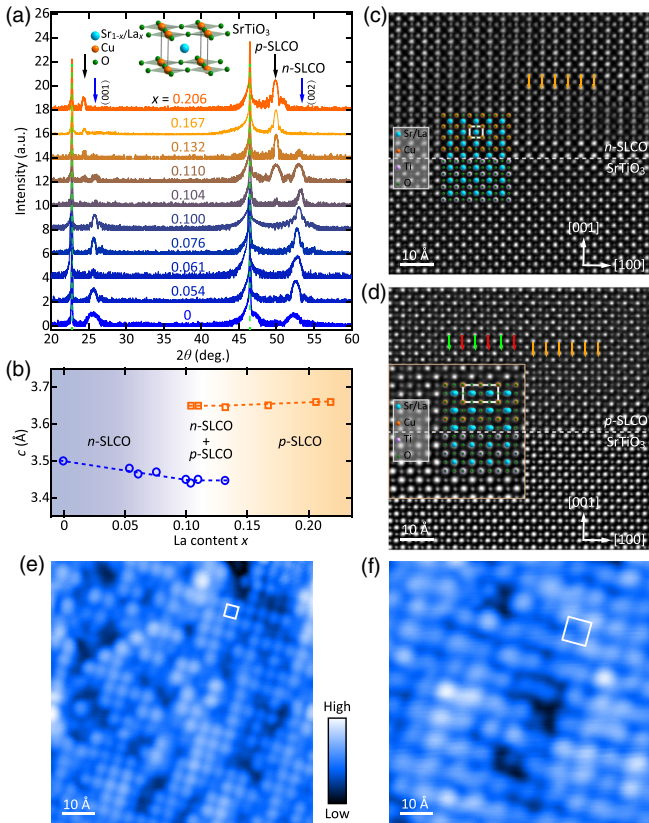 (a)
Sr1-x/Lax
Cu
O
SrTiO3
p-SLCO
n-SLCO
(001)
(002)
x = 0.206
0.167
0.132
0.110
0.104
0.100
0.076
0.061
0.054
0
Intensity (a.u.)
26
24
22
20
18
16
14
12
10
8
6
4
2
0
20 25 30 35 40 45 50 55 60
2θ (deg.)
(b)
c (Å)
3.7
3.6
3.5
3.4
n-SLCO
n-SLCO
+
p-SLCO
p-SLCO
0 0.05 0.10 0.15 0.20
La content x
(c)
Sr/La
Cu
Ti
O
n-SLCO
SrTiO3
[001]
[100]
10 Å
(d)
Sr/La
Cu
Ti
O
p-SLCO
SrTiO3
[001]
[100]
10 Å
(e)
10 Å
High
Low
(f)
10 Å